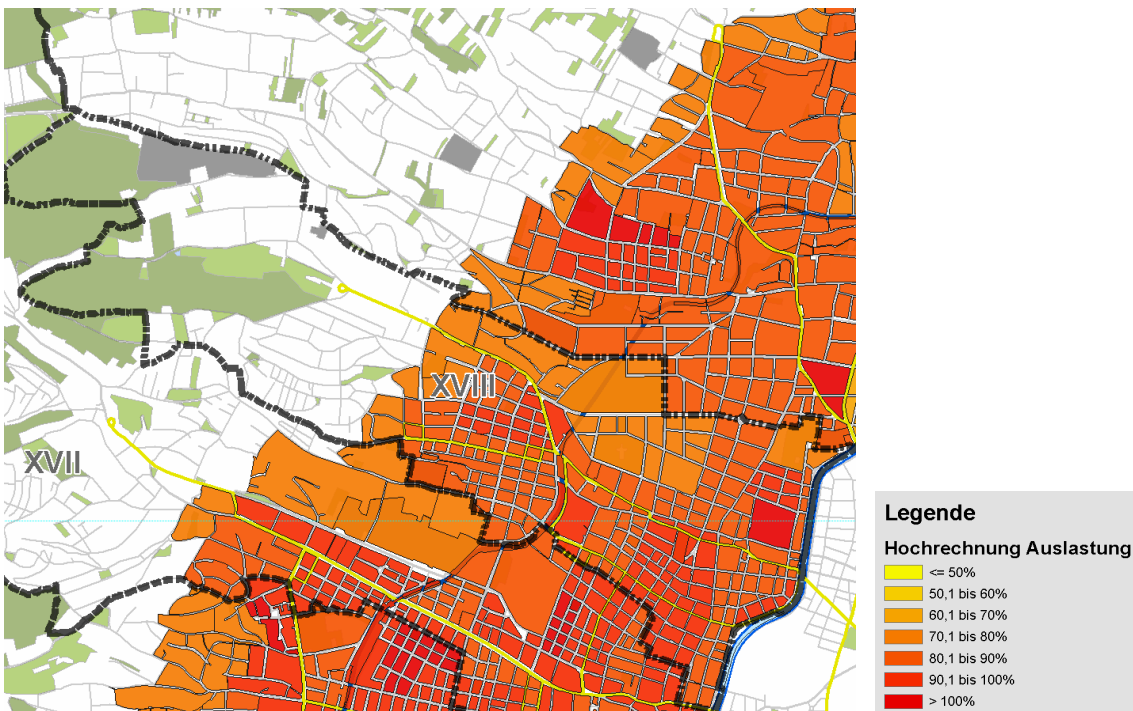 XVIII
XVII
Legende
Hochrechnung Auslastung
<= 50%
50,1 bis 60%
60,1 bis 70%
70,1 bis 80%
80,1 bis 90%
90,1 bis 100%
> 100%